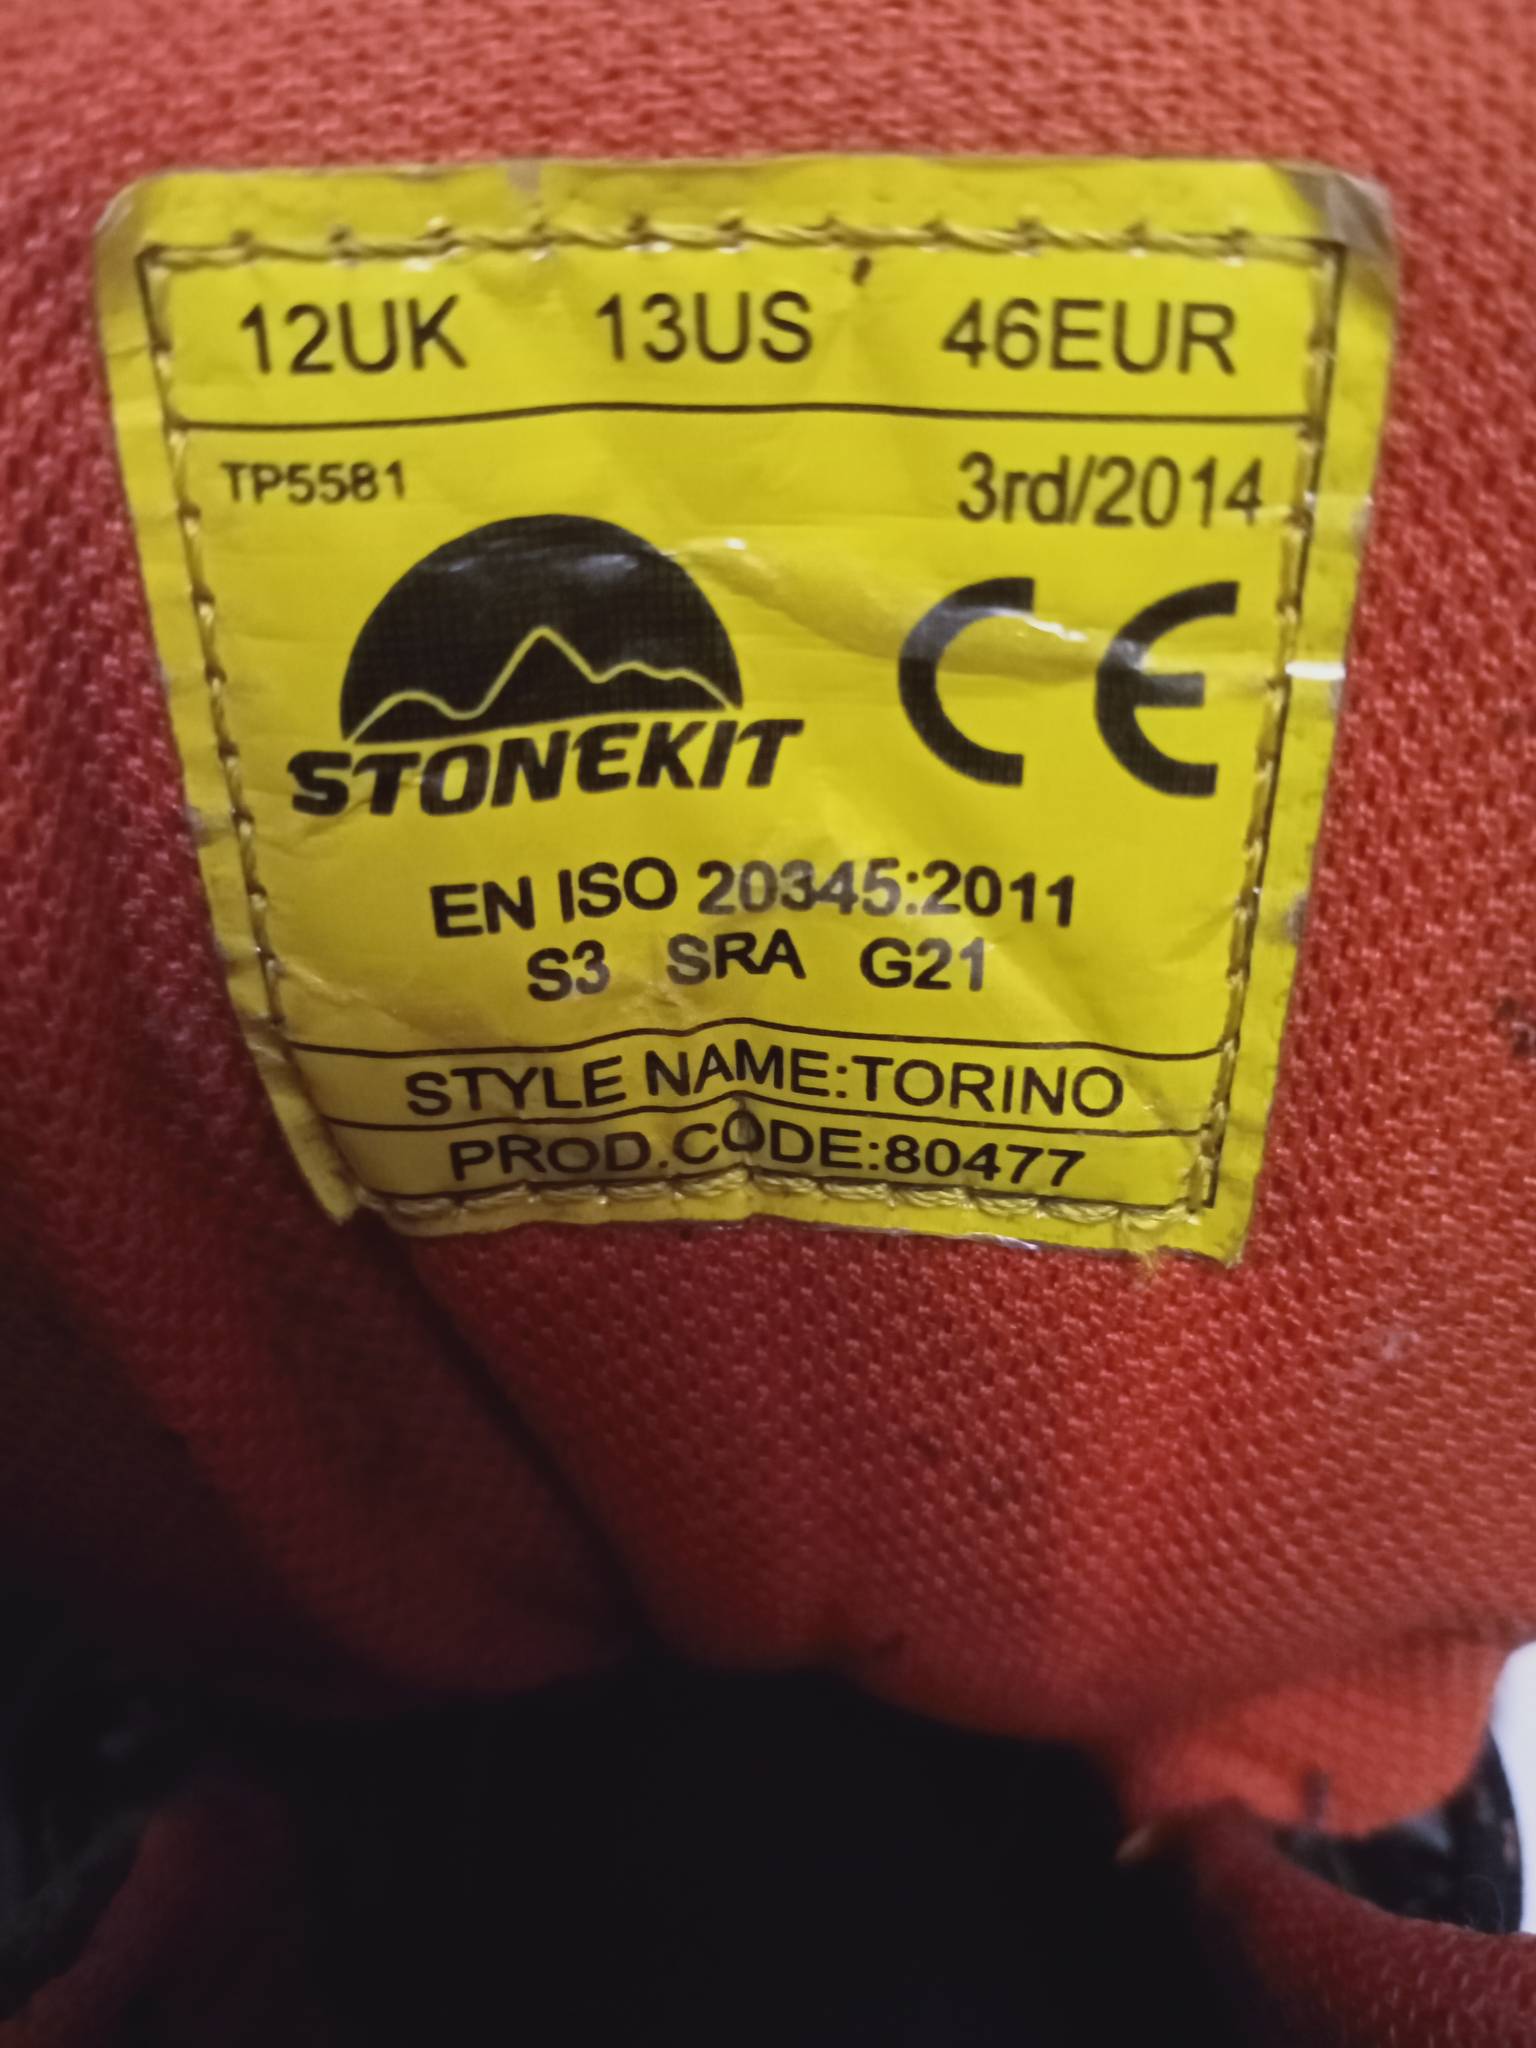 12UK 13US 46EUR
TP5581 3rd/2014
STONEKIT CE
EN ISO 20345:2011
S3 SRA G21
STYLE NAME:TORINO
PROD.CODE:80477